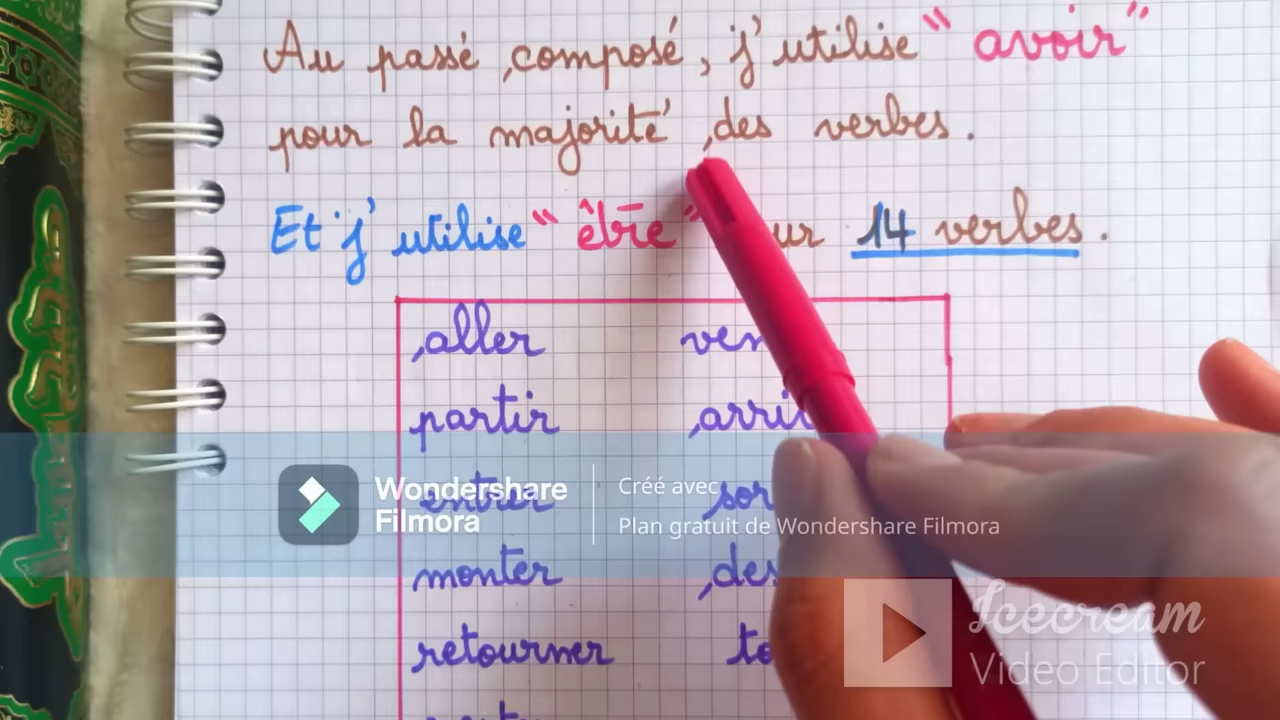 Au passé composé, j'utilise "avoir"
pour la majorité des verbes.
Et j'utilise "être" 14 verbes.
aller
partir
entrer
monter
retourner
Wondershare
Filmora
Créé avec
Plan gratuit de Wondershare Filmora
Icecream
Video Editor